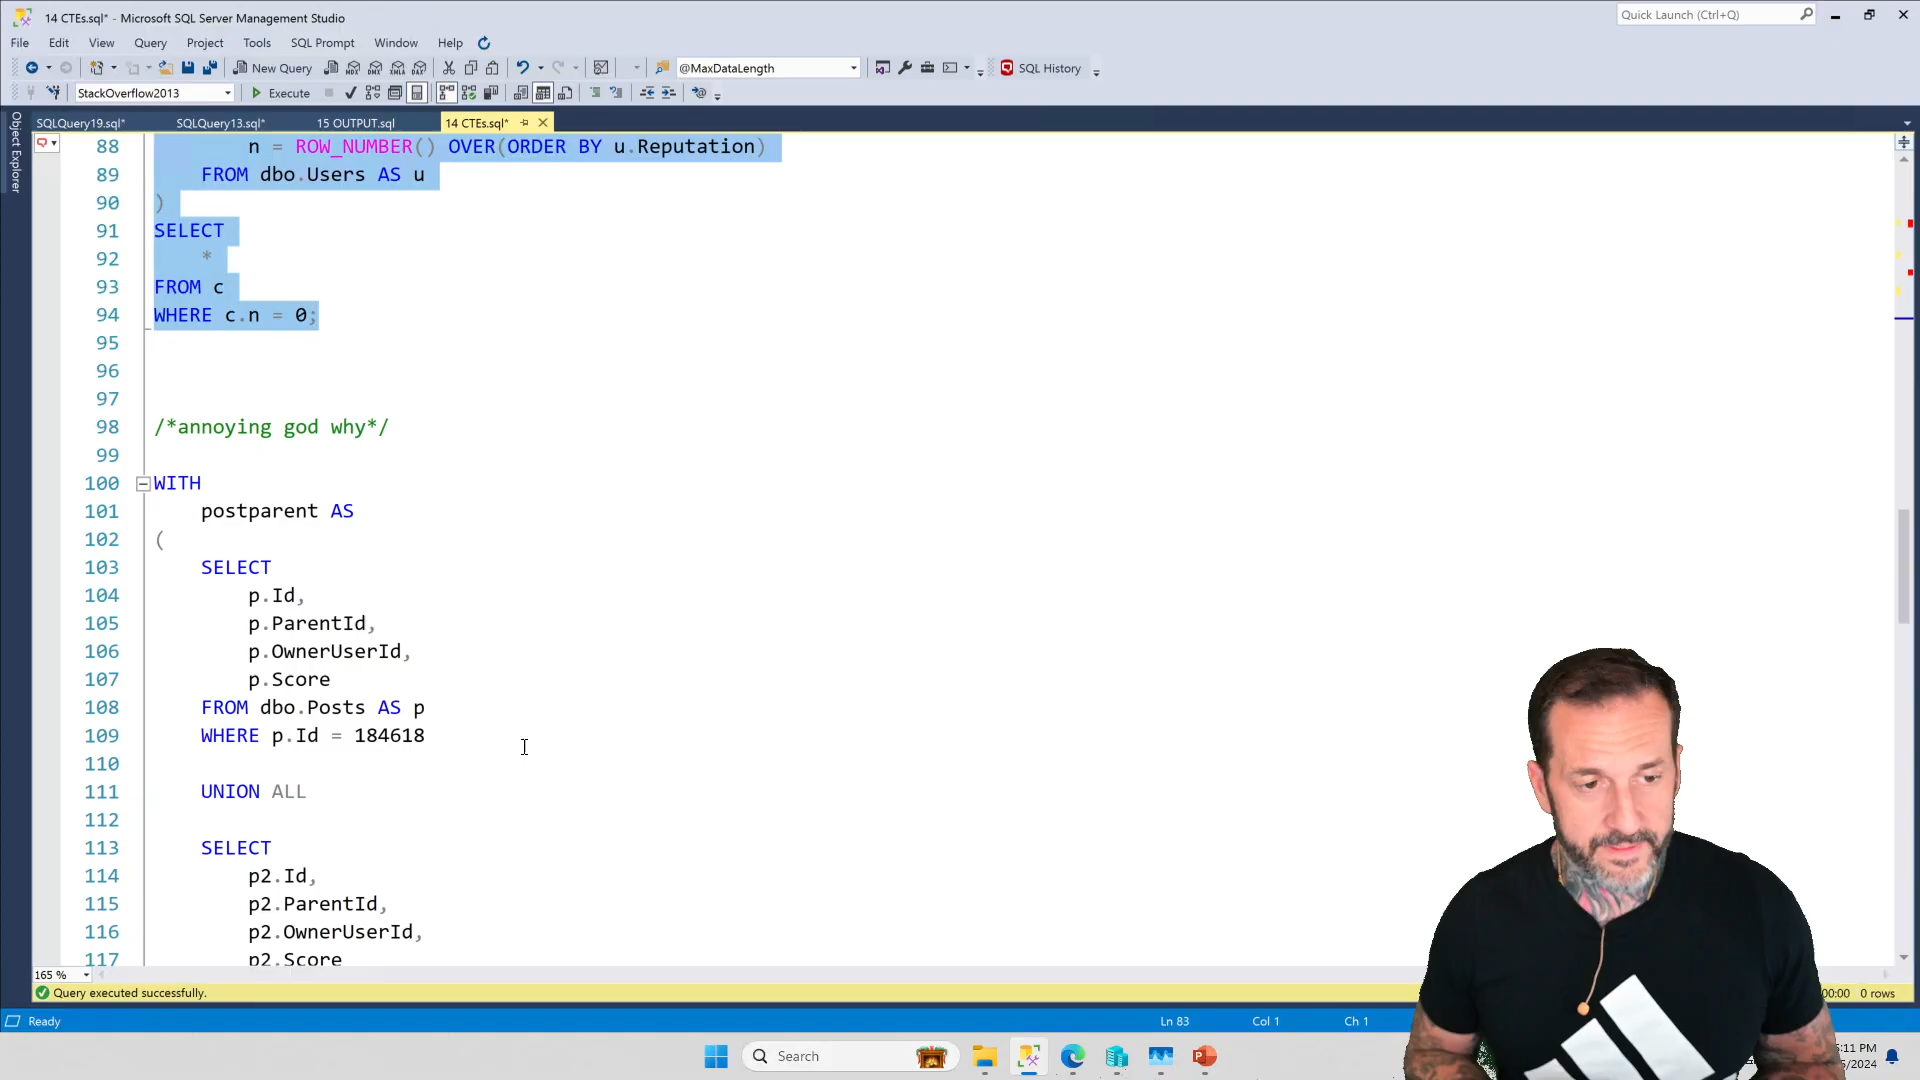 14 CTEs.sql* - Microsoft SQL Server Management Studio
Quick Launch (Ctrl+Q)
File Edit View Query Project Tools SQL Prompt Window Help
New Query
@MaxDataLength
SQL History
StackOverflow2013
Execute
SQLQuery19.sql* SQLQuery13.sql* 15 OUTPUT.sql 14 CTEs.sql*
Object Explorer
88 n = ROW_NUMBER() OVER(ORDER BY u.Reputation)
89 FROM dbo.Users AS u
90 )
91 SELECT
92 *
93 FROM c
94 WHERE c.n = 0;
95
96
97
98 /*annoying god why*/
99
100 WITH
101 postparent AS
102 (
103 SELECT
104 p.Id,
105 p.ParentId,
106 p.OwnerUserId,
107 p.Score
108 FROM dbo.Posts AS p
109 WHERE p.Id = 184618
110
111 UNION ALL
112
113 SELECT
114 p2.Id,
115 p2.ParentId,
116 p2.OwnerUserId,
117 p2.Score
165 %
Query executed successfully.
00:00 0 rows
Ready
Ln 83 Col 1 Ch 1
Search
:11 PM
/2024